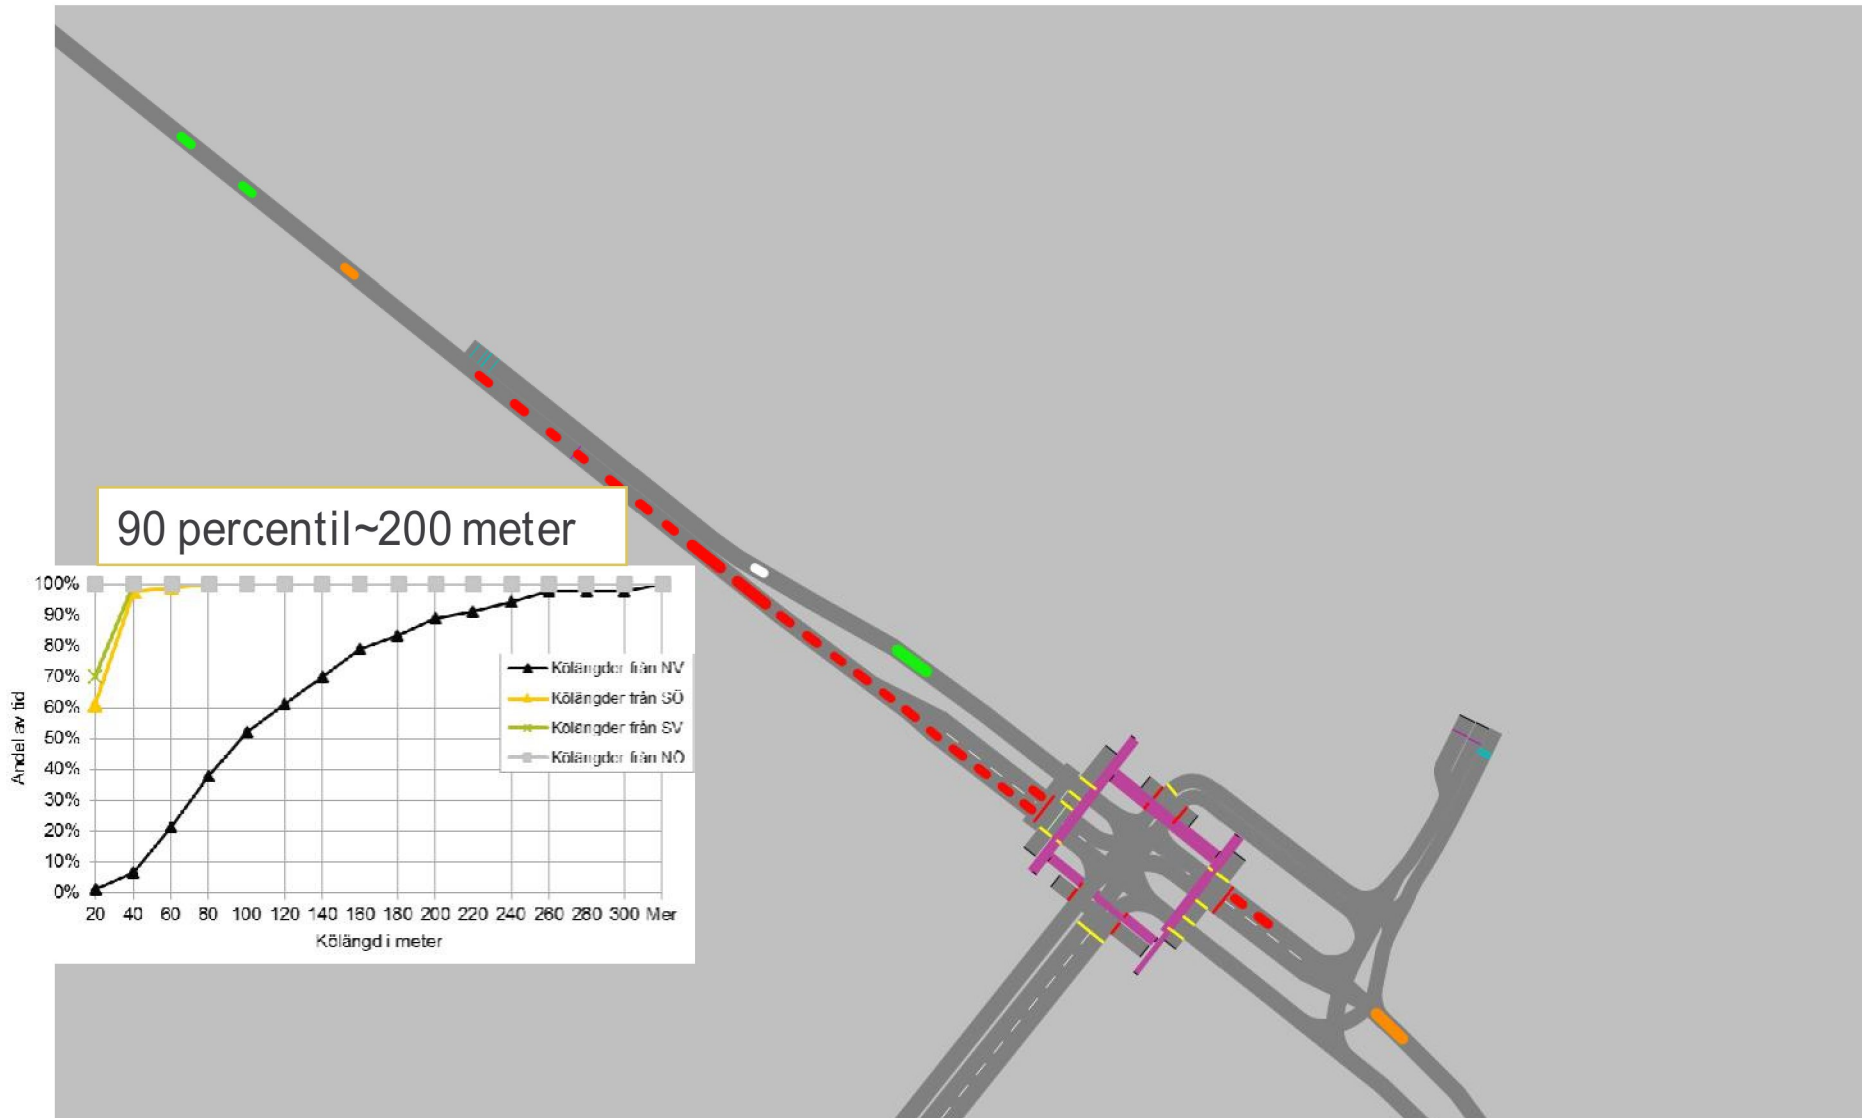 90 percentil~200 meter
100%
90%
80%
70%
60%
50%
40%
30%
20%
10%
0%
Andel av tid
20 40 60 80 100 120 140 160 180 200 220 240 260 280 300 Mer
Kölängd i meter
Kölängder från NV
Kölängder från SÖ
Kölängder från SV
Kölängder från NÖ